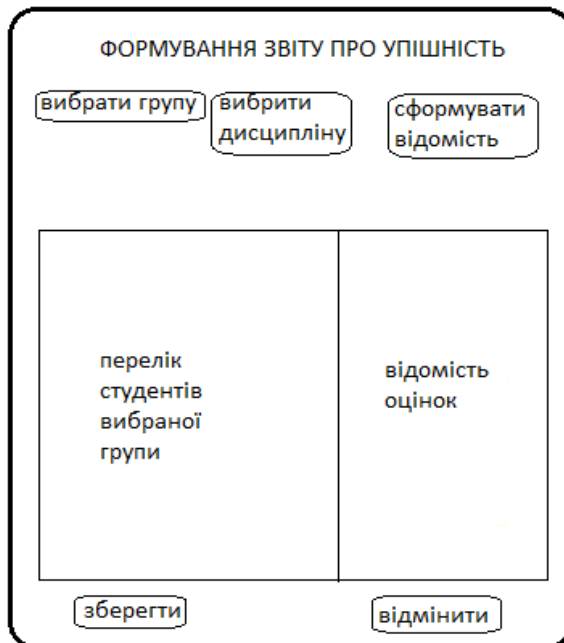 ФОРМУВАННЯ ЗВІТУ ПРО УПІШНІСТЬ
вибрати групу
вибрити
дисципліну
сформувати
відомість
перелік
студентів
вибраної
групи
відомість
оцінок
зберегти
відмінити